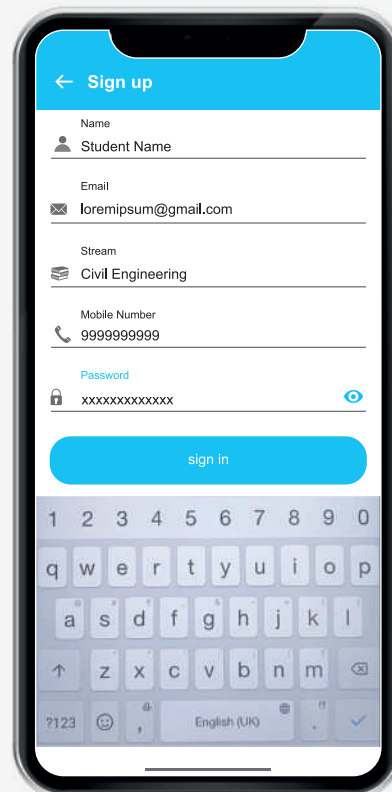 Sign up
Name
Student Name
Email
loremipsum@gmail.com
Stream
Civil Engineering
Mobile Number
9999999999
Password
xxxxxxxxxxxxx
sign in
1 2 3 4 5 6 7 8 9 0
q w e r t y u i o p
a s d f g h j k l
z x c v b n m
?123 , English (UK) .